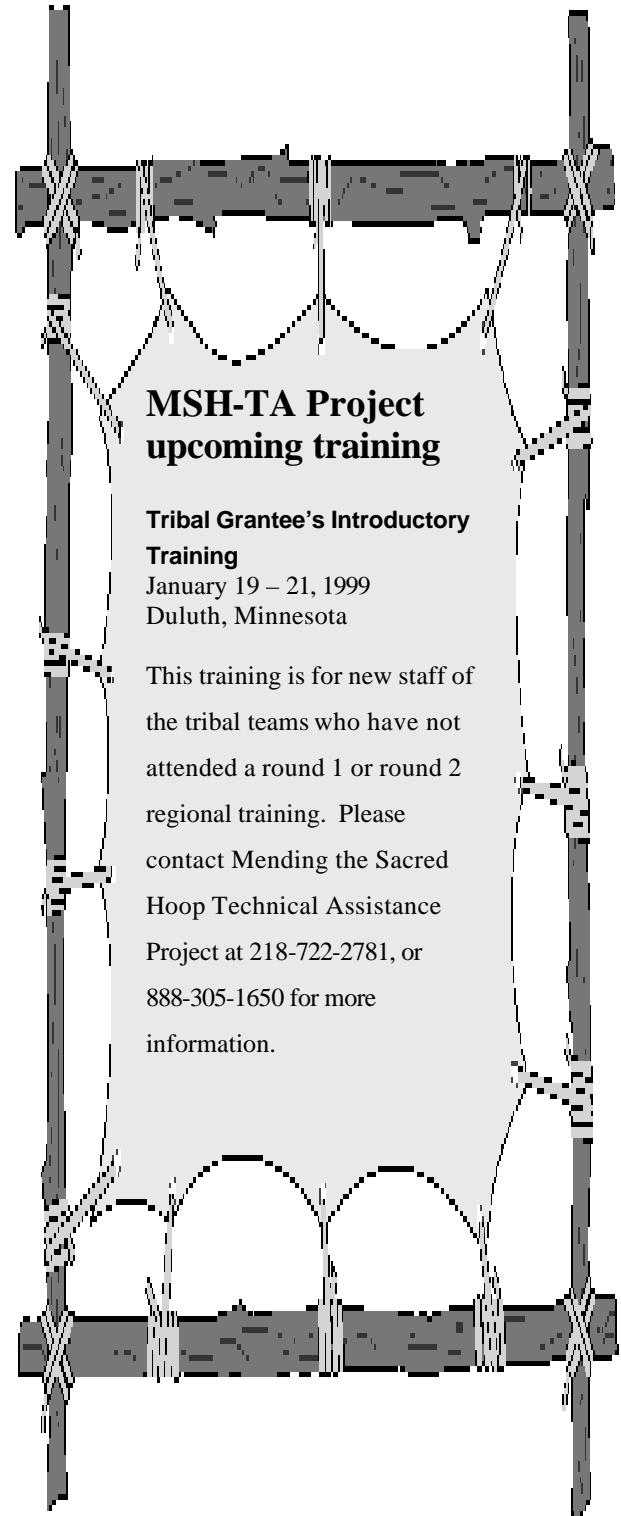 MSH-TA Project
upcoming training
Tribal Grantee’s Introductory
Training
January 19 – 21, 1999
Duluth, Minnesota
This training is for new staff of
the tribal teams who have not
attended a round 1 or round 2
regional training.  Please
contact Mending the Sacred
Hoop Technical Assistance
Project at 218-722-2781, or
888-305-1650 for more
information.